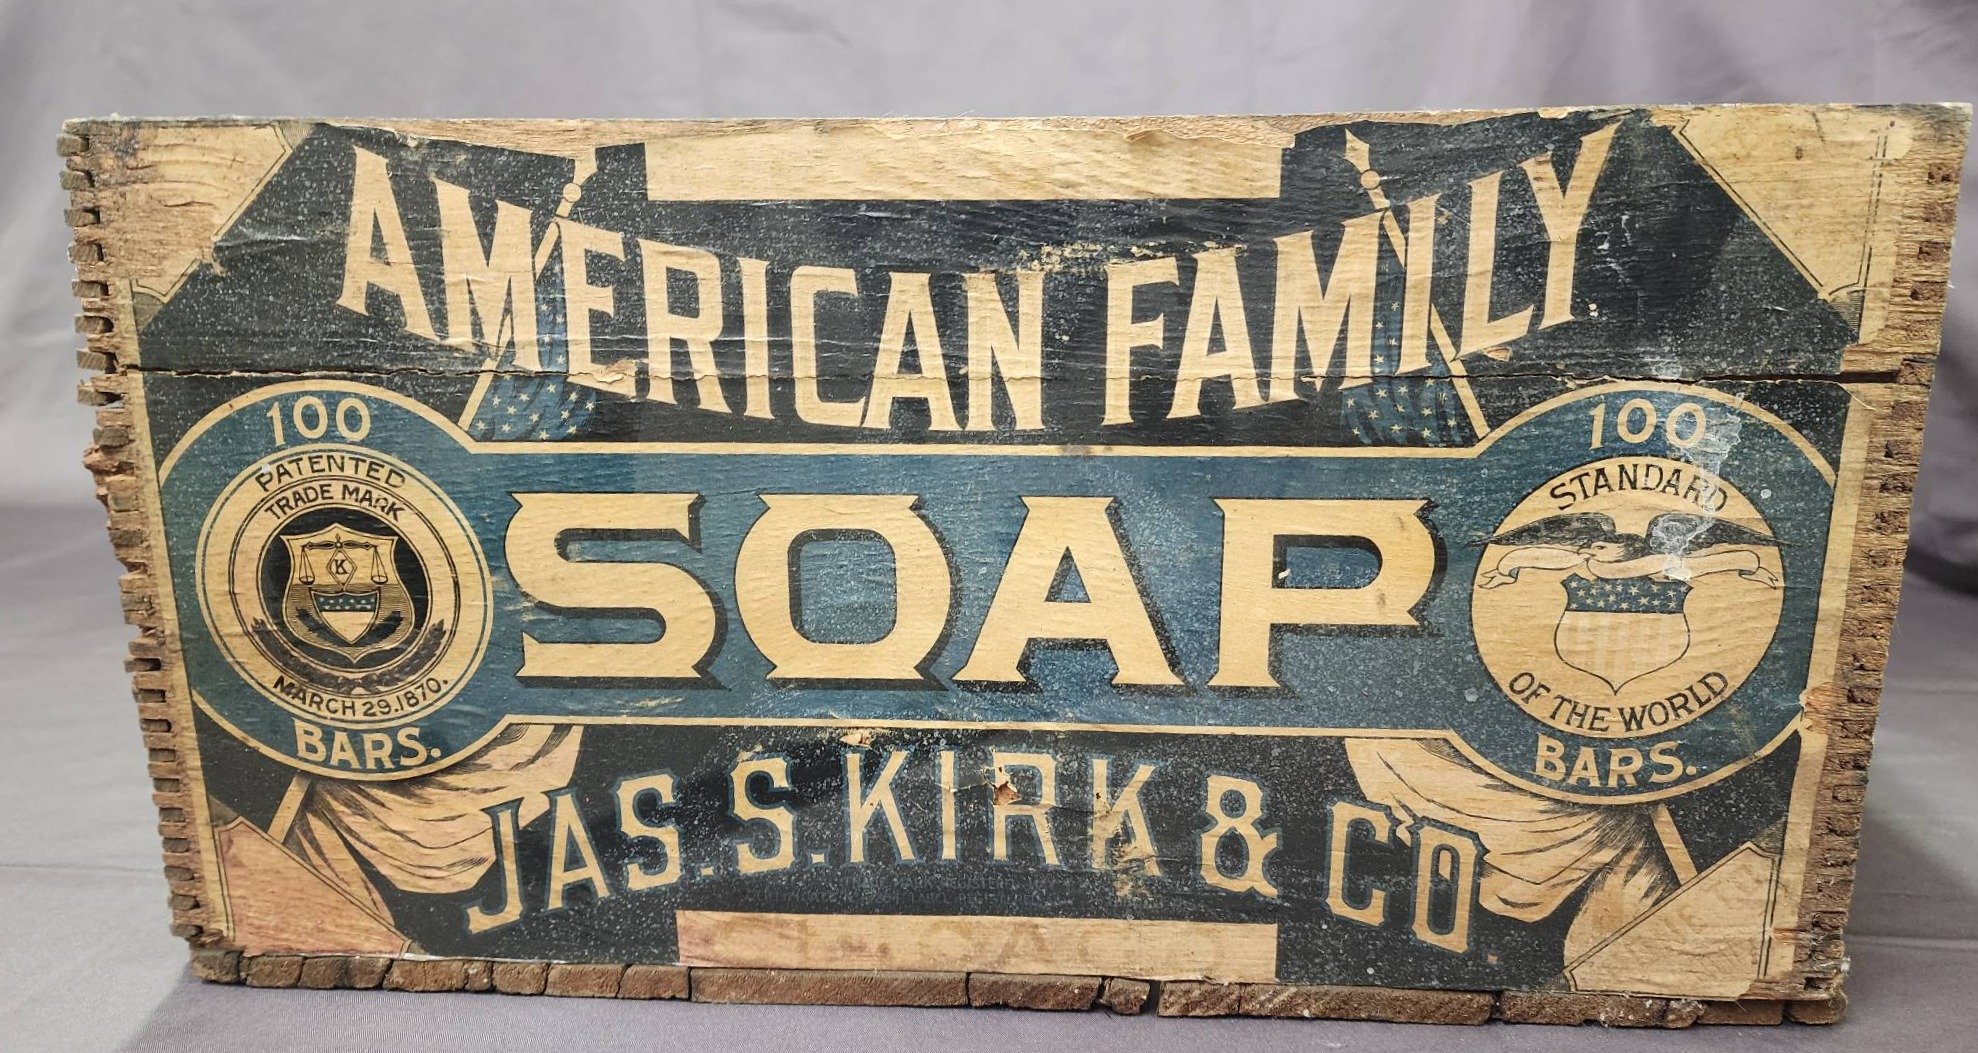 AMERICAN FAMILY
100
PATENTED
TRADE MARK
K
MARCH 29.1870.
BARS.
SOAP
100
STANDARD
OF THE WORLD
BARS.
JAS. S. KIRK & CO.
CHICAGO